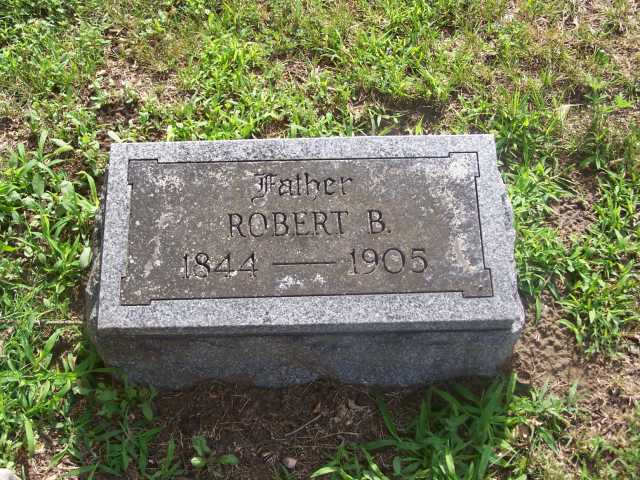 Father
ROBERT B.
1844 — 1905